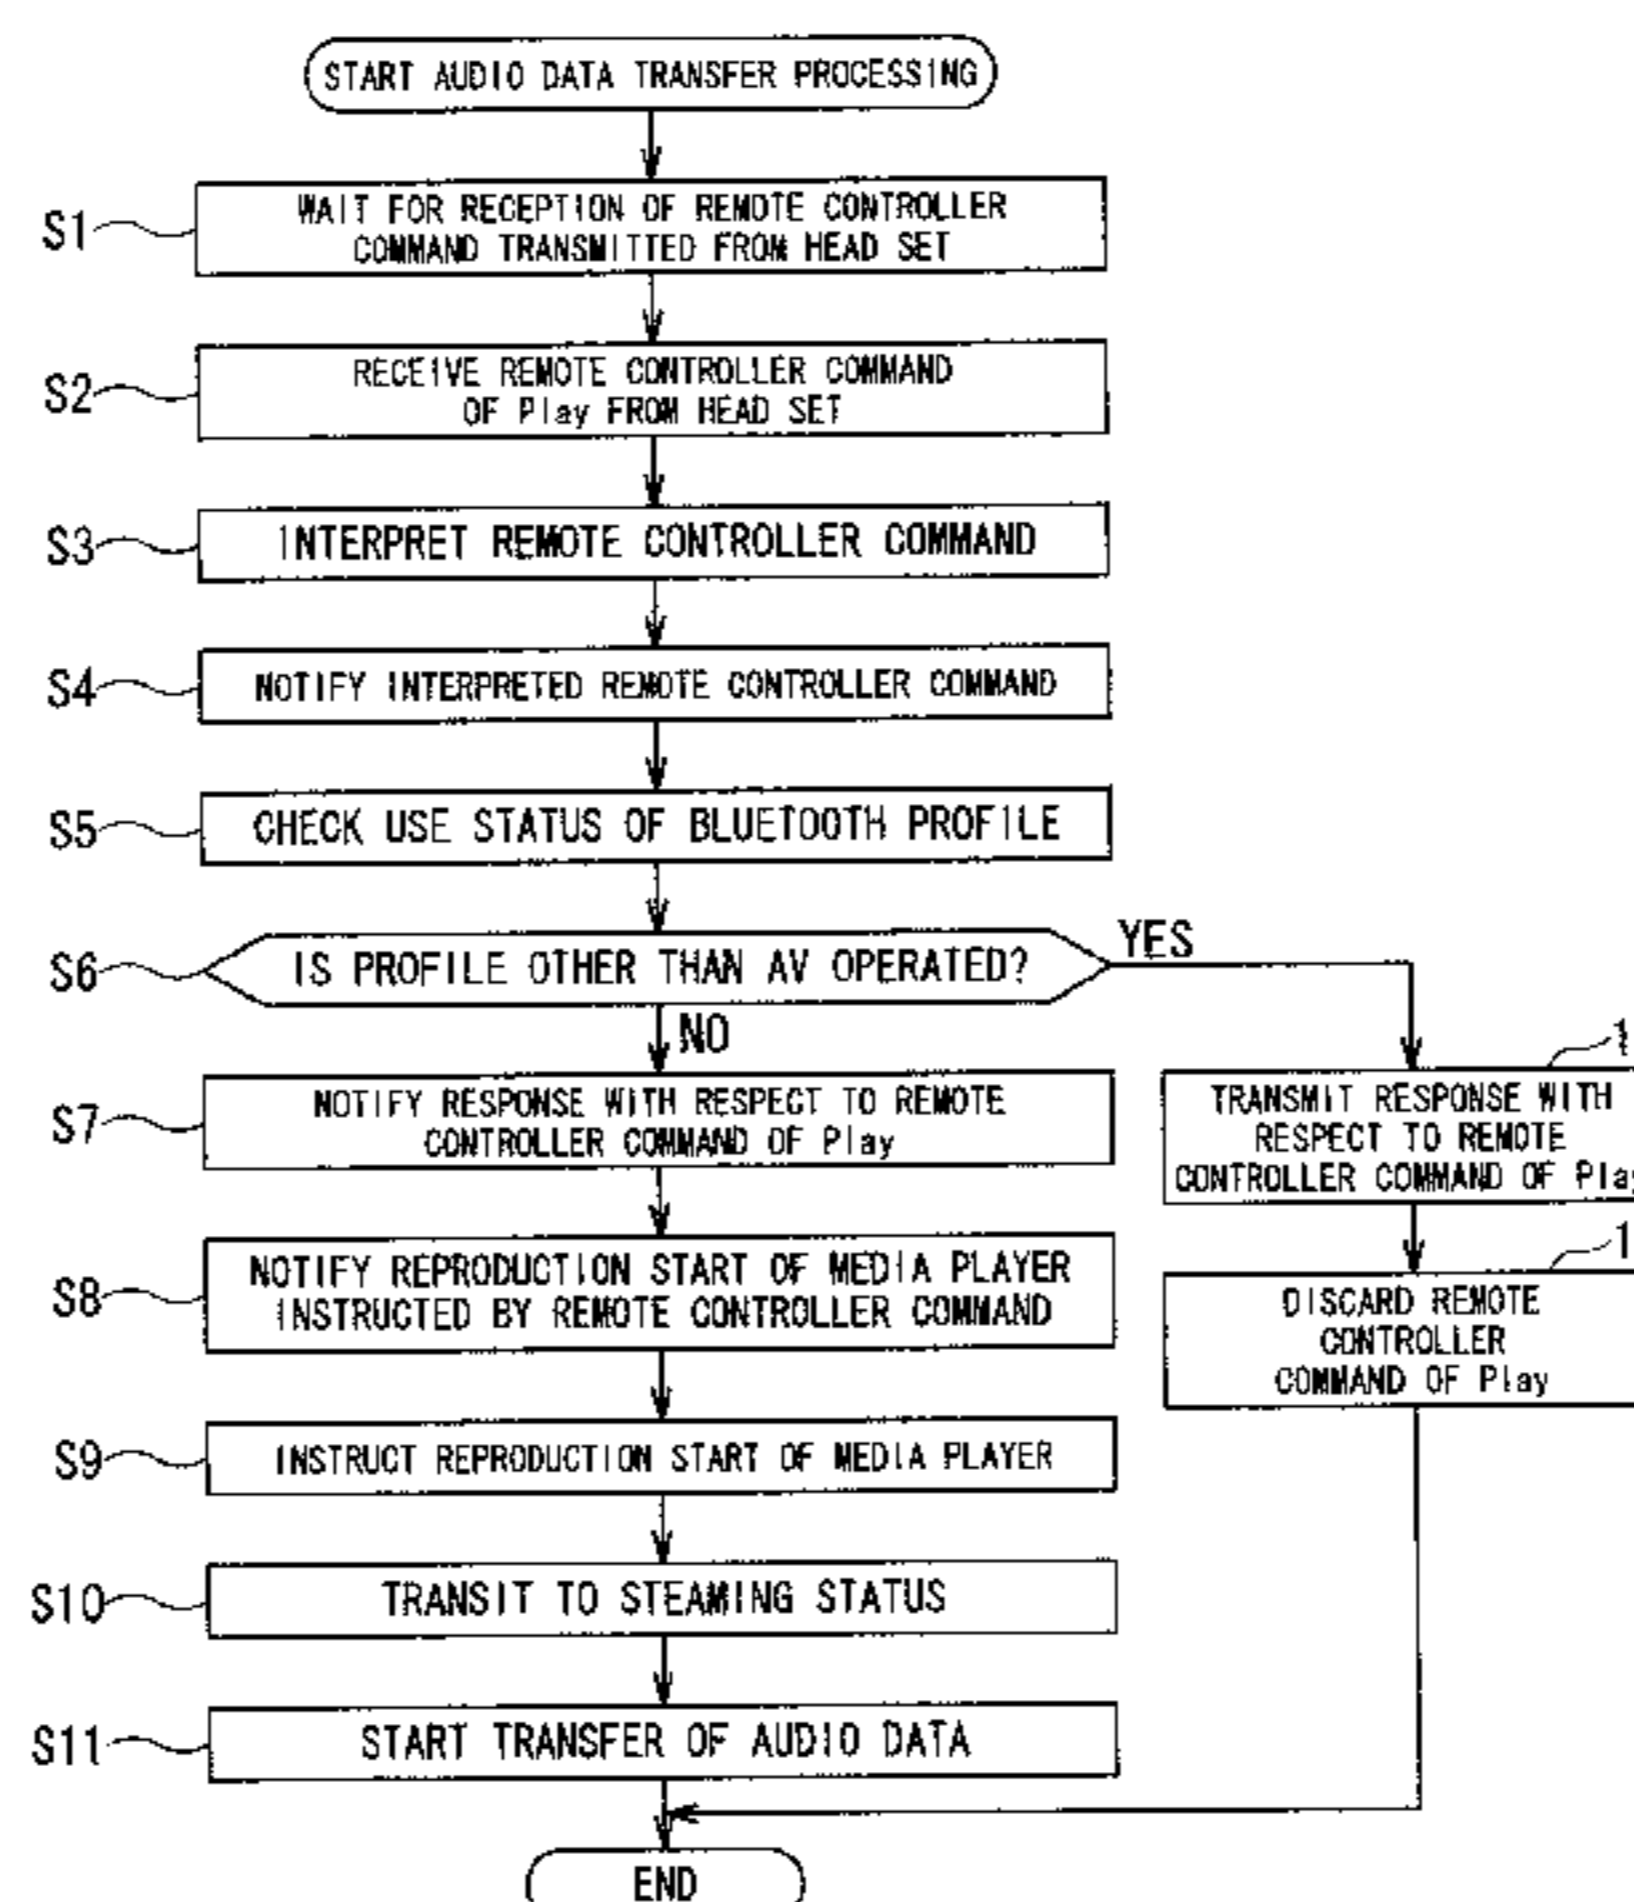 START AUDIO DATA TRANSFER PROCESSING
S1
WAIT FOR RECEPTION OF REMOTE CONTROLLER
COMMAND TRANSMITTED FROM HEAD SET
S2
RECEIVE REMOTE CONTROLLER COMMAND
OF Play FROM HEAD SET
S3
INTERPRET REMOTE CONTROLLER COMMAND
S4
NOTIFY INTERPRETED REMOTE CONTROLLER COMMAND
S5
CHECK USE STATUS OF BLUETOOTH PROFILE
S6
IS PROFILE OTHER THAN AV OPERATED?
YES
NO
S7
NOTIFY RESPONSE WITH RESPECT TO REMOTE
CONTROLLER COMMAND OF Play
TRANSMIT RESPONSE WITH
RESPECT TO REMOTE
CONTROLLER COMMAND OF
S8
NOTIFY REPRODUCTION START OF MEDIA PLAYER
INSTRUCTED BY REMOTE CONTROLLER COMMAND
DISCARD REMOTE
CONTROLLER
COMMAND OF Play
S9
INSTRUCT REPRODUCTION START OF MEDIA PLAYER
S10
TRANSIT TO STEAMING STATUS
S11
START TRANSFER OF AUDIO DATA
END